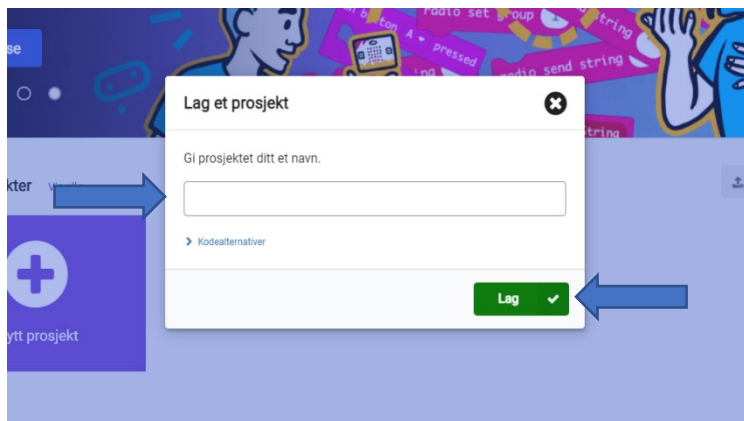 radio set group
string
on button A ▾ pressed
se
radio send string
string
Lag et prosjekt
Gi prosjektet ditt et navn.
kter
Kodealternativer
Lag
ytt prosjekt